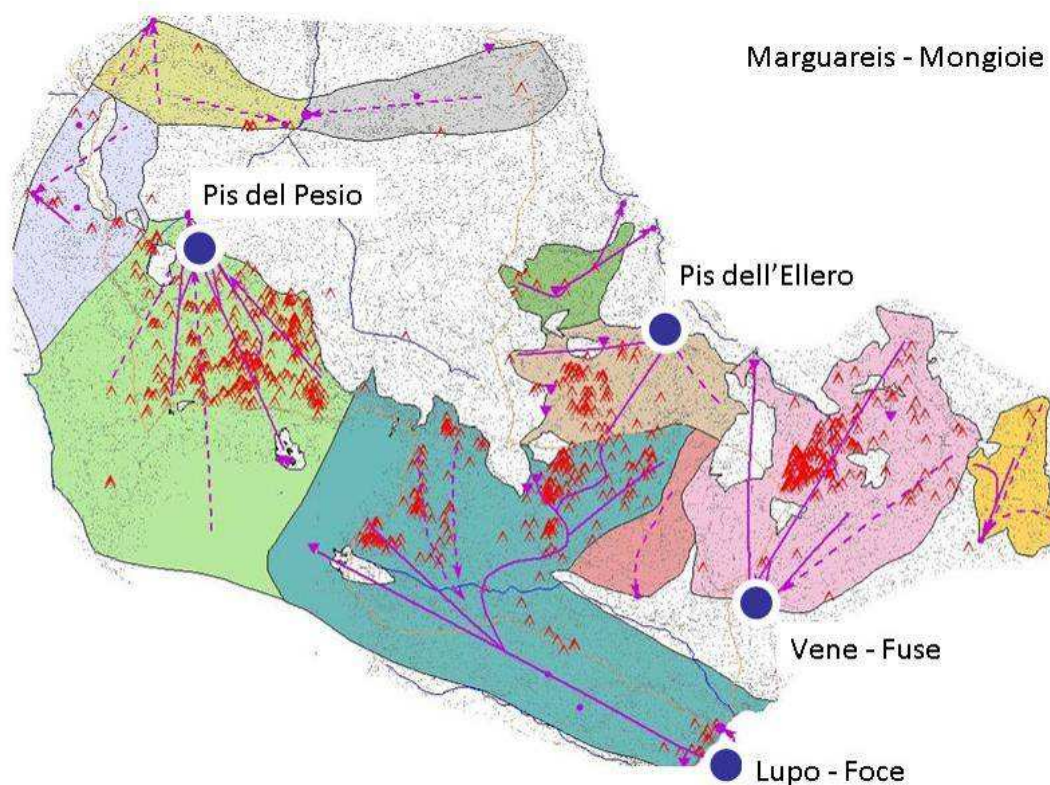 Marguareis - Mongioie
Pis del Pesio
Pis dell'Ellero
Vene - Fuse
Lupo - Foce